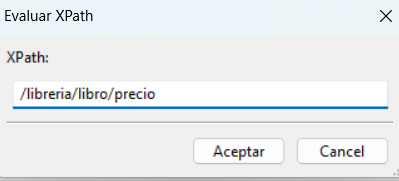 Evaluar XPath
XPath:
/libreria/libro/precio
Aceptar
Cancel